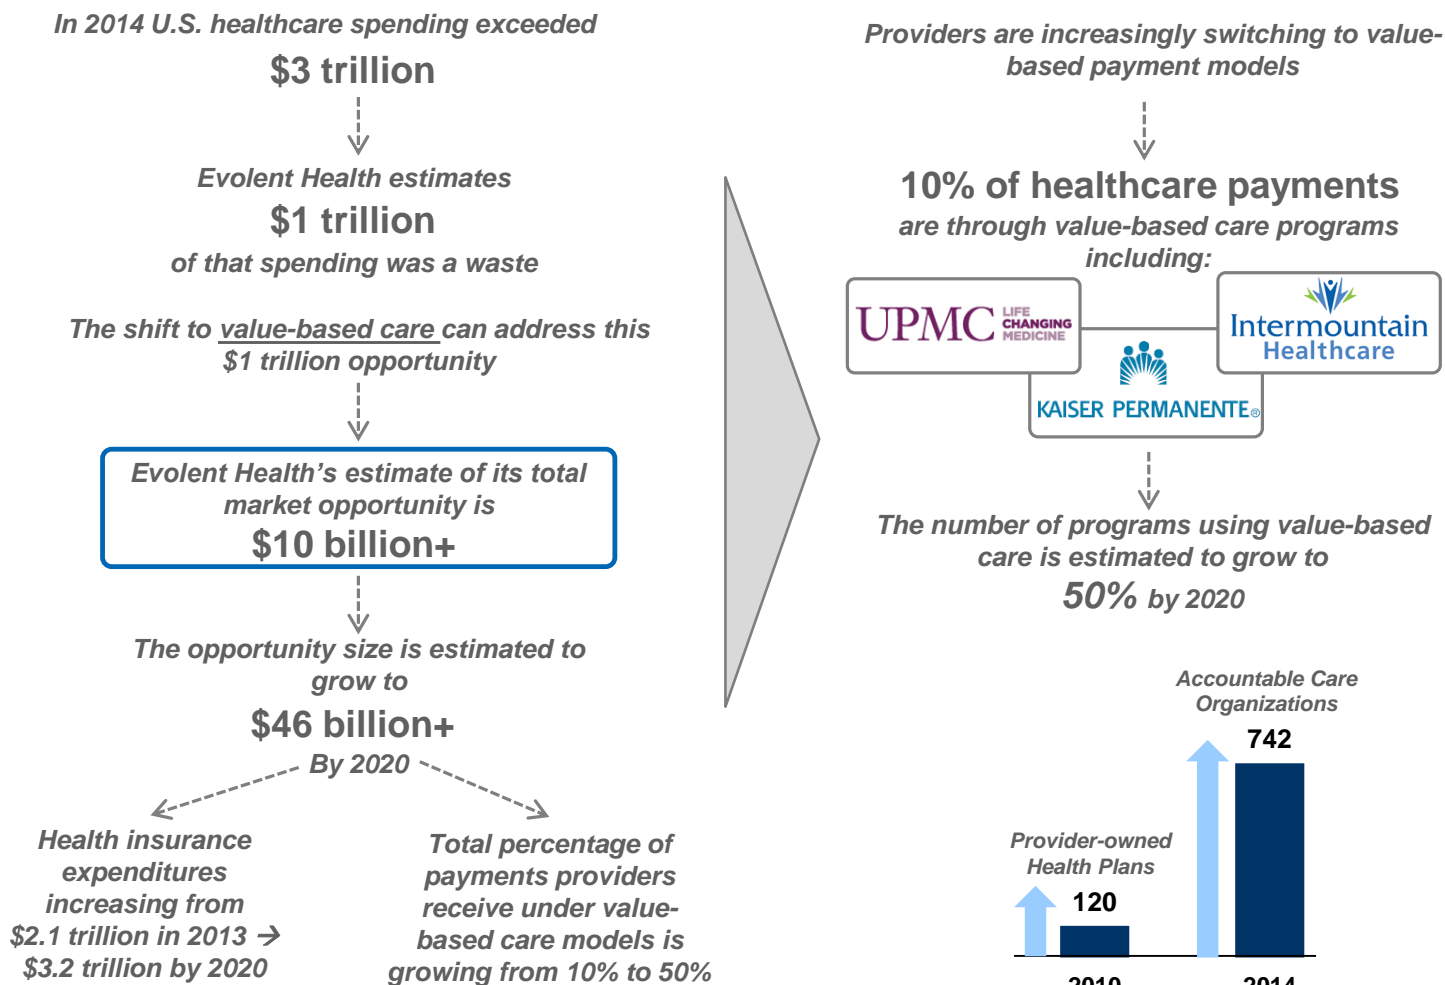 In 2014 U.S. healthcare spending exceeded
$3 trillion
Evolent Health estimates
$1 trillion
of that spending was a waste
The shift to value-based care can address this
$1 trillion opportunity
Evolent Health’s estimate of its total
market opportunity is
$10 billion+
The opportunity size is estimated to
grow to
$46 billion+
By 2020
Health insurance
expenditures
increasing from
$2.1 trillion in 2013 →
$3.2 trillion by 2020
Total percentage of
payments providers
receive under value-
based care models is
growing from 10% to 50%
Providers are increasingly switching to value-
based payment models
10% of healthcare payments
are through value-based care programs
including:
UPMC LIFE
CHANGING
MEDICINE
Intermountain
Healthcare
KAISER PERMANENTE®
The number of programs using value-based
care is estimated to grow to
50% by 2020
Accountable Care
Organizations
742
Provider-owned
Health Plans
120
2010 2014